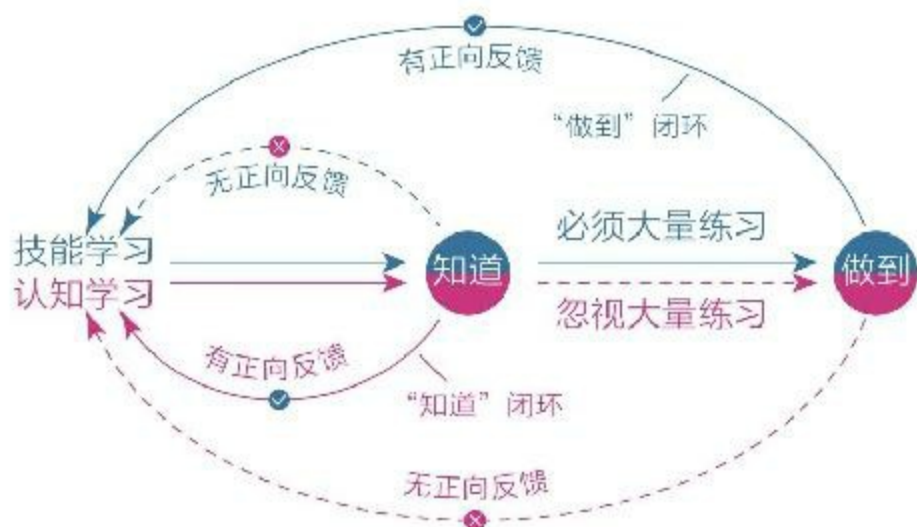 有正向反馈
“做到”闭环
无正向反馈
技能学习
认知学习
知道
必须大量练习
忽视大量练习
做到
有正向反馈
“知道”闭环
无正向反馈